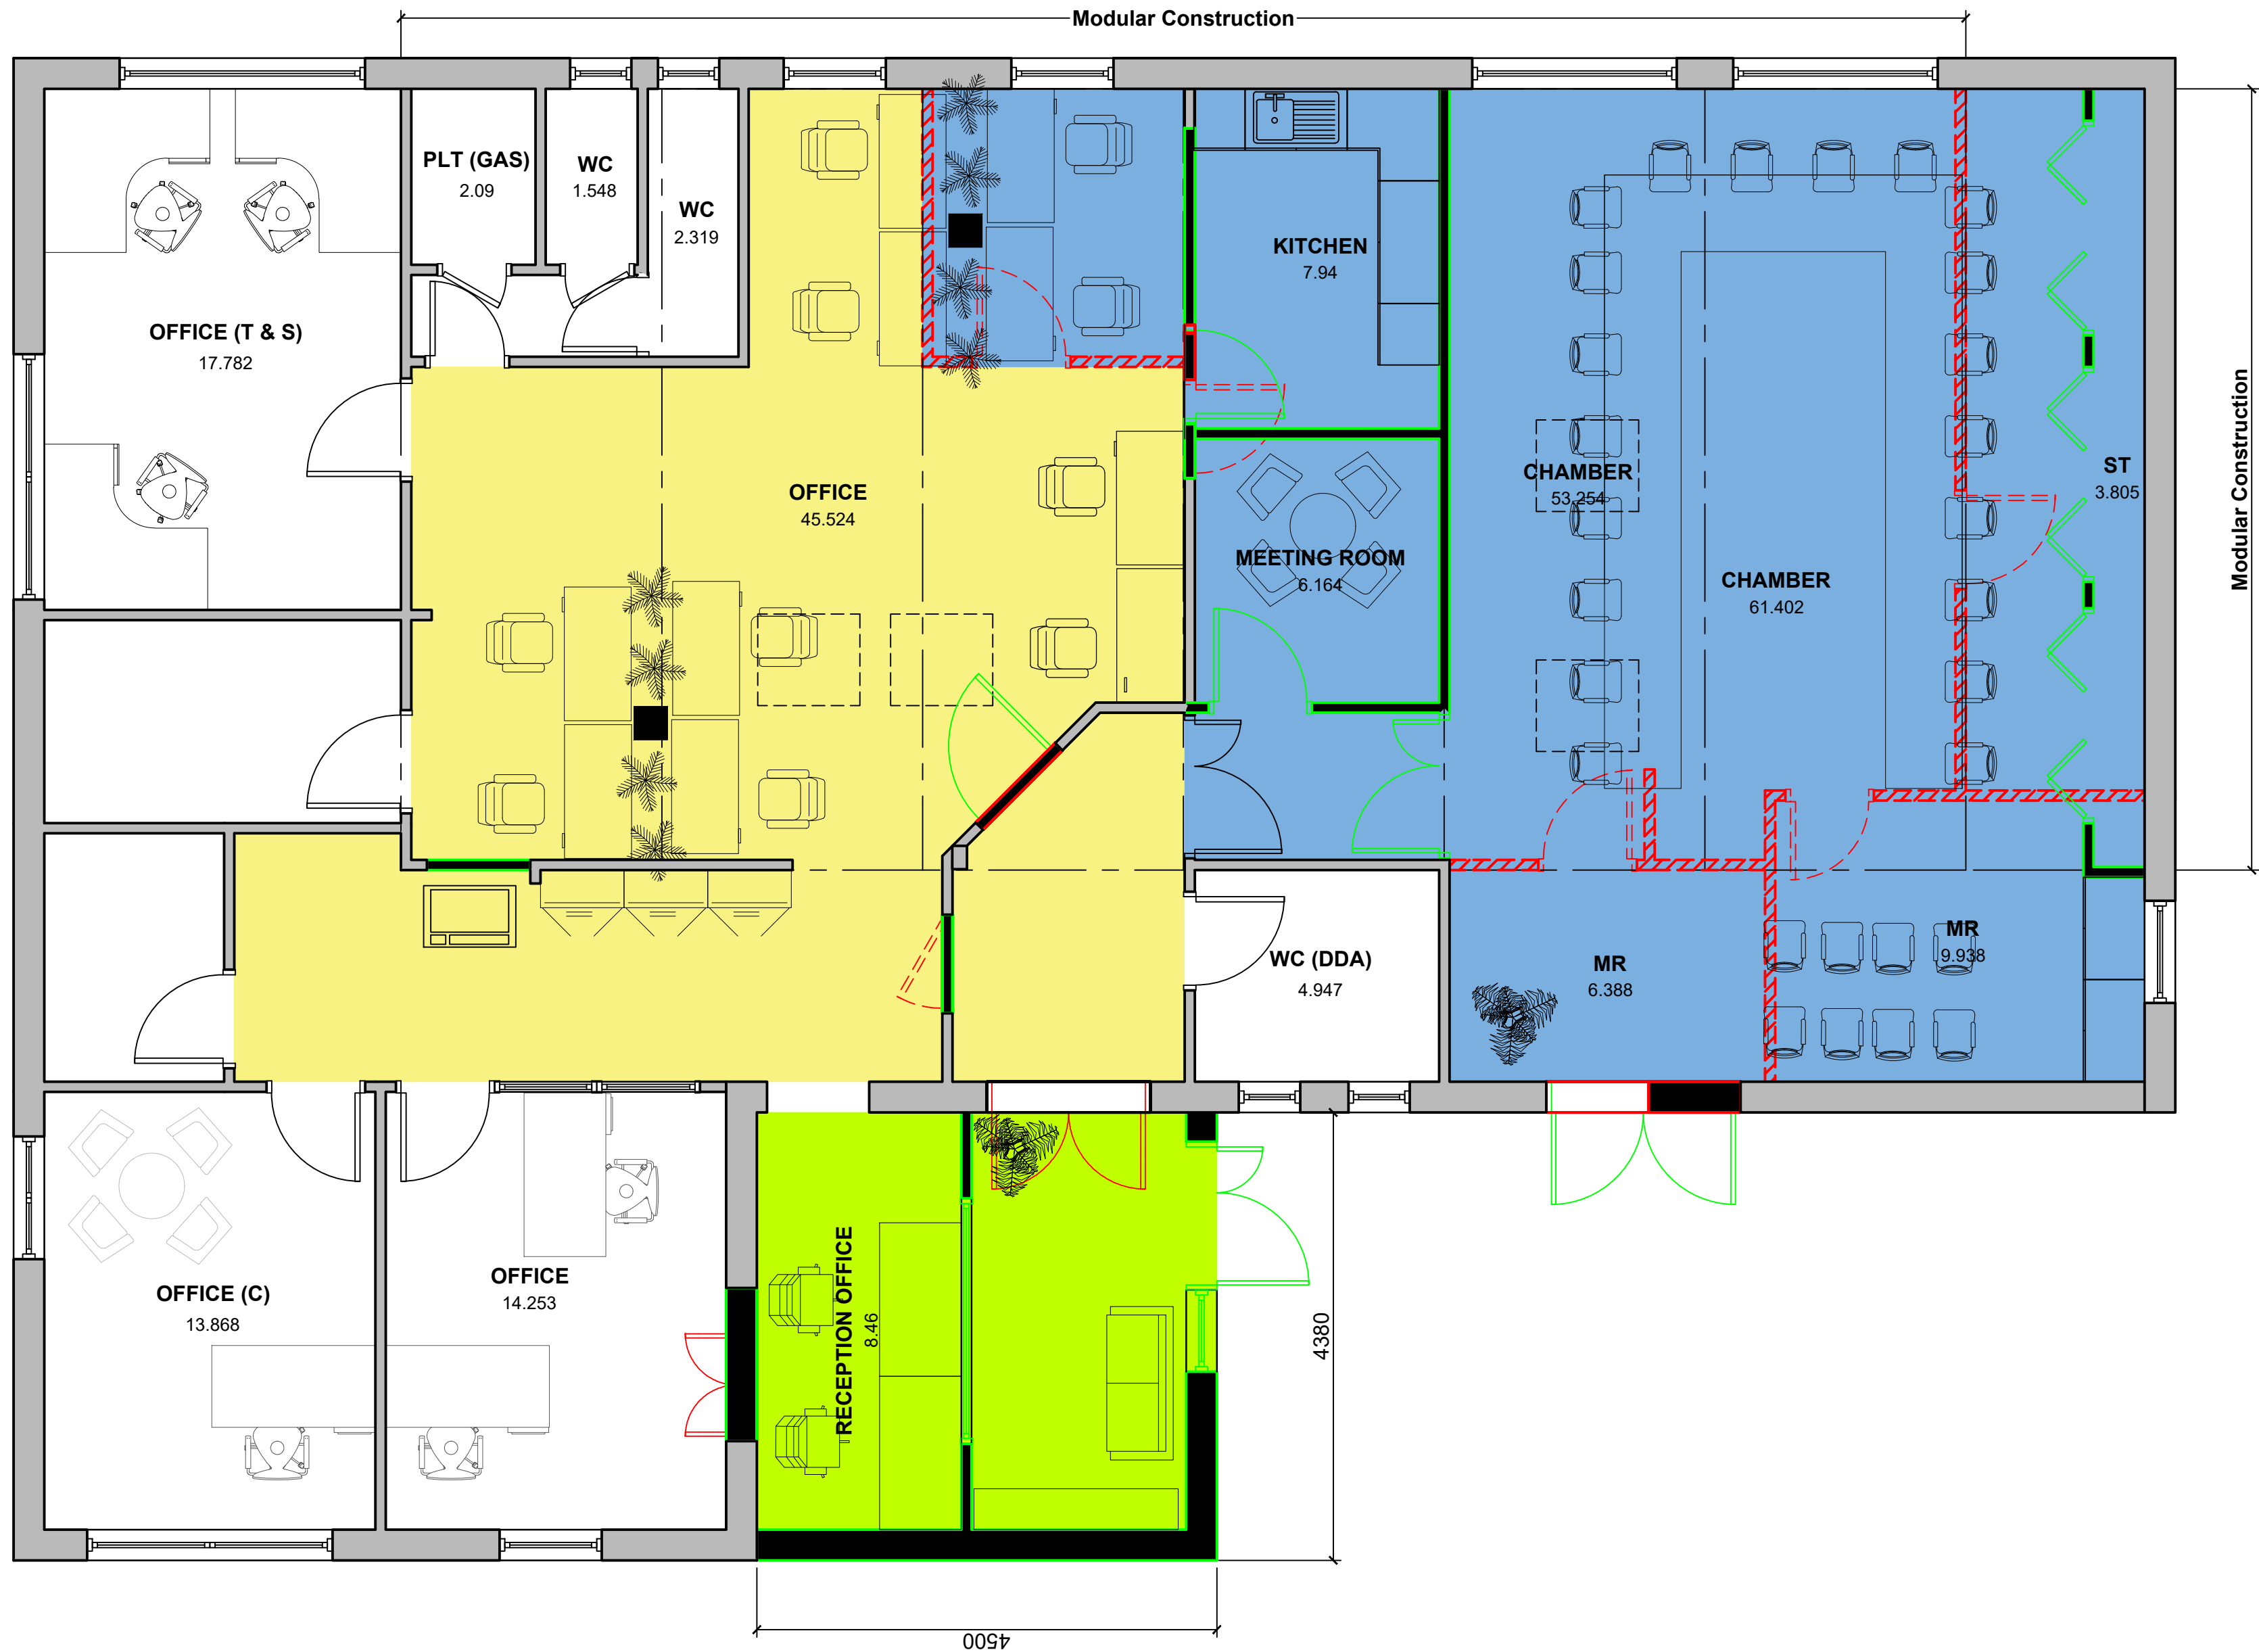 Modular Construction
PLT (GAS)
2.09
WC
1.548
WC
2.319
KITCHEN
7.94
OFFICE (T & S)
17.782
OFFICE
45.524
CHAMBER
53.254
ST
3.805
Modular Construction
MEETING ROOM
6.164
CHAMBER
61.402
WC (DDA)
4.947
MR
6.388
MR
9.938
OFFICE (C)
13.868
OFFICE
14.253
RECEPTION OFFICE
8.46
4380
4500